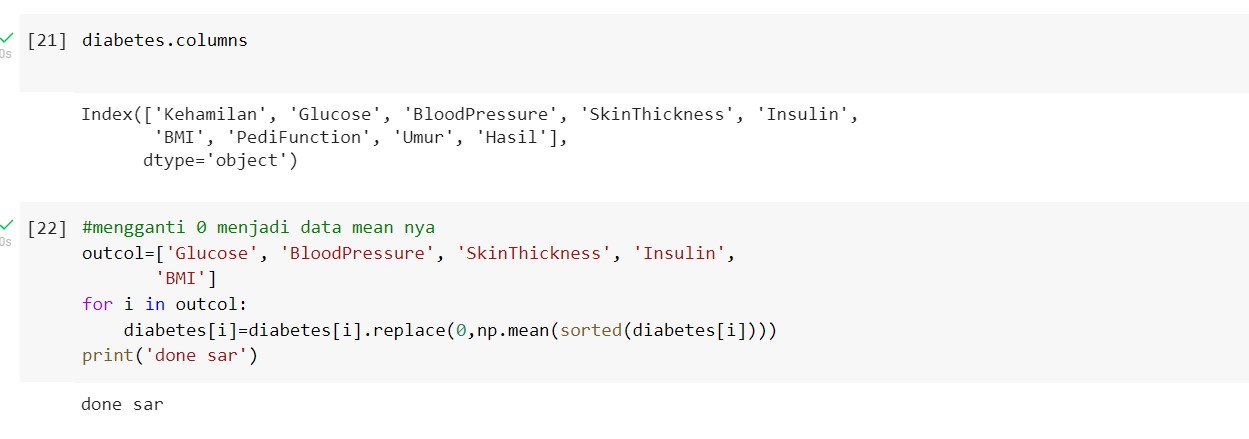 [21] diabetes.columns
0s
Index(['Kehamilan', 'Glucose', 'BloodPressure', 'SkinThickness', 'Insulin',
'BMI', 'PediFunction', 'Umur', 'Hasil'],
dtype='object')
[22] #mengganti 0 menjadi data mean nya
0s
outcol=['Glucose', 'BloodPressure', 'SkinThickness', 'Insulin',
'BMI']
for i in outcol:
diabetes[i]=diabetes[i].replace(0,np.mean(sorted(diabetes[i])))
print('done sar')
done sar